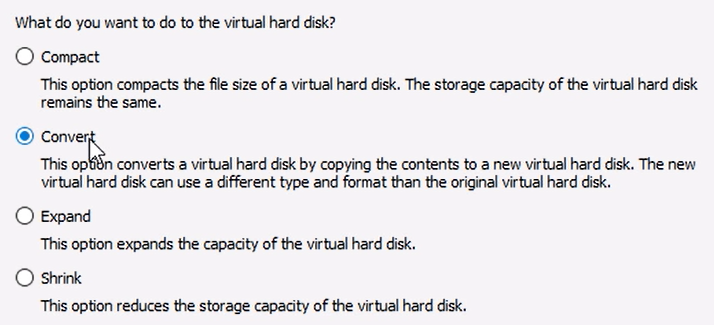 What do you want to do to the virtual hard disk?
Compact
This option compacts the file size of a virtual hard disk. The storage capacity of the virtual hard disk
remains the same.
Convert
This option converts a virtual hard disk by copying the contents to a new virtual hard disk. The new
virtual hard disk can use a different type and format than the original virtual hard disk.
Expand
This option expands the capacity of the virtual hard disk.
Shrink
This option reduces the storage capacity of the virtual hard disk.